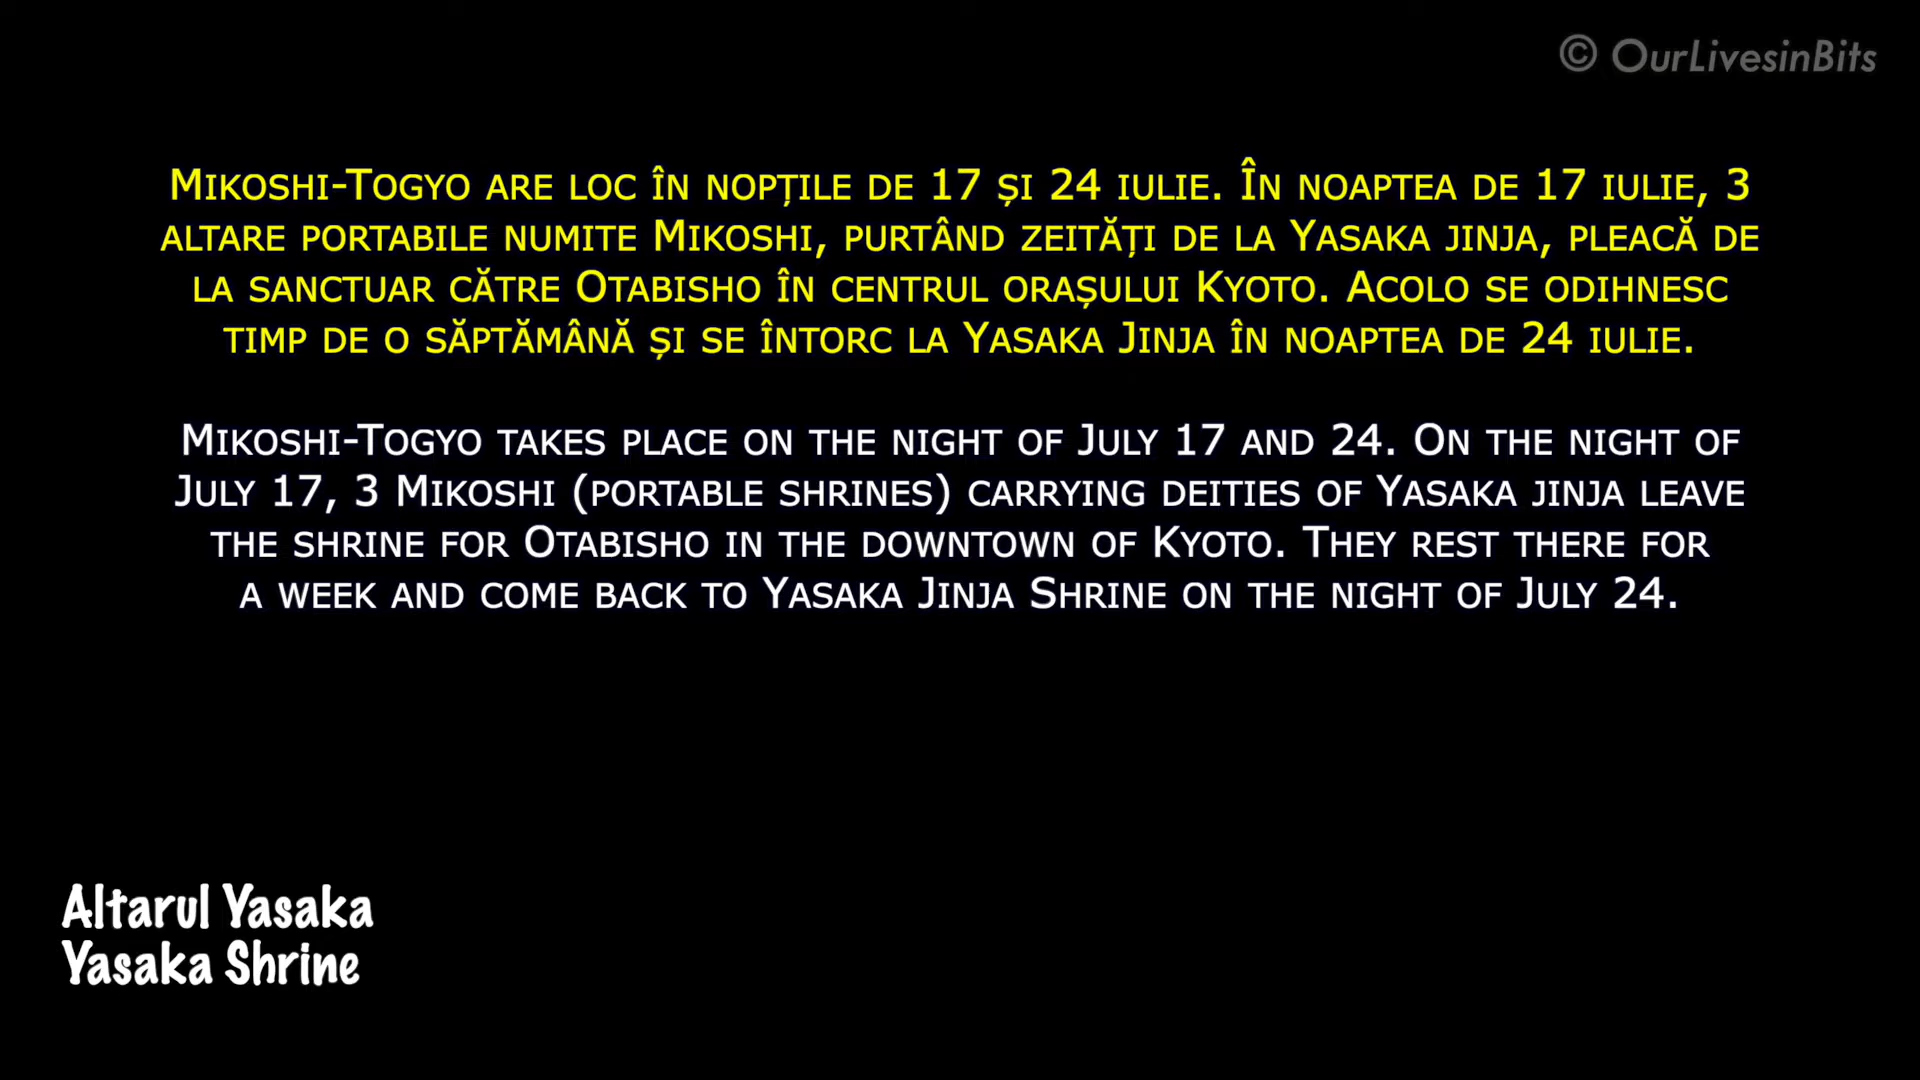 © OurLivesinBits
Mikoshi-Togyo are loc în nopțile de 17 și 24 iulie. În noaptea de 17 iulie, 3
altare portabile numite Mikoshi, purtând zeități de la Yasaka jinja, pleacă de
la sanctuar către Otabisho în centrul orașului Kyoto. Acolo se odihnesc
timp de o săptămână și se întorc la Yasaka Jinja în noaptea de 24 iulie.
Mikoshi-Togyo takes place on the night of July 17 and 24. On the night of
July 17, 3 Mikoshi (portable shrines) carrying deities of Yasaka jinja leave
the shrine for Otabisho in the downtown of Kyoto. They rest there for
a week and come back to Yasaka Jinja Shrine on the night of July 24.
Altarul Yasaka
Yasaka Shrine